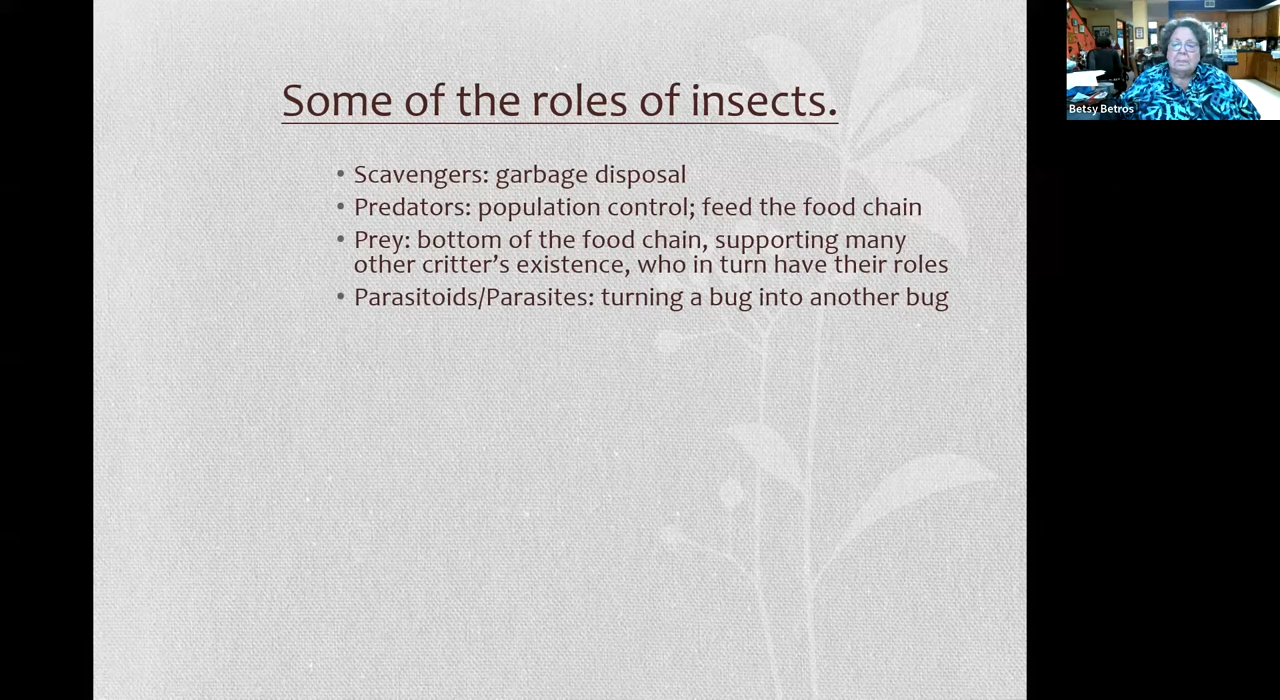 Some of the roles of insects.
• Scavengers: garbage disposal
• Predators: population control; feed the food chain
• Prey: bottom of the food chain, supporting many
other critter’s existence, who in turn have their roles
• Parasitoids/Parasites: turning a bug into another bug
Betsy Betros